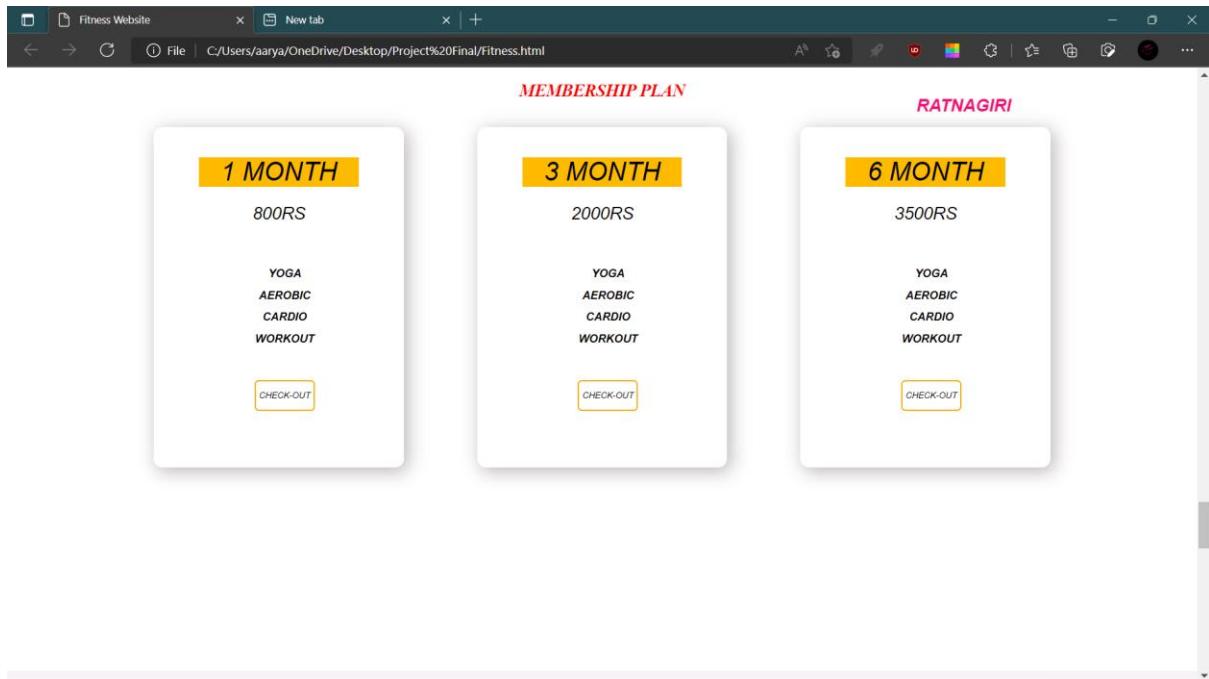 Fitness Website
New tab
File
C:/Users/aarya/OneDrive/Desktop/Project%20Final/Fitness.html
MEMBERSHIP PLAN
RATNAGIRI
1 MONTH
800RS
YOGA
AEROBIC
CARDIO
WORKOUT
CHECK-OUT
3 MONTH
2000RS
YOGA
AEROBIC
CARDIO
WORKOUT
CHECK-OUT
6 MONTH
3500RS
YOGA
AEROBIC
CARDIO
WORKOUT
CHECK-OUT